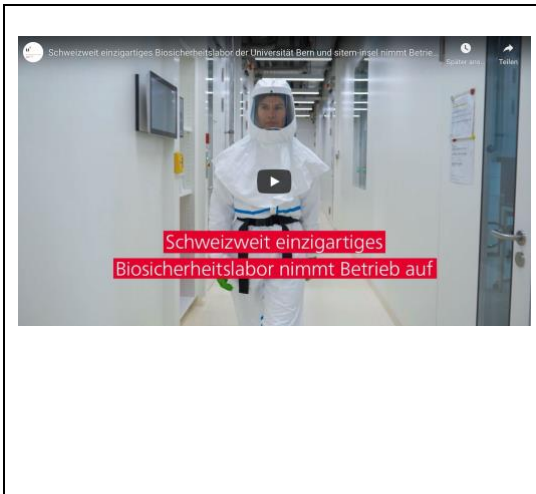 Schweizweit einzigartiges Biosicherheitslabor der Universität Bern und sitem-insel nimmt Betrie...
Später ans...
Teilen
Schweizweit einzigartiges
Biosicherheitslabor nimmt Betrieb auf